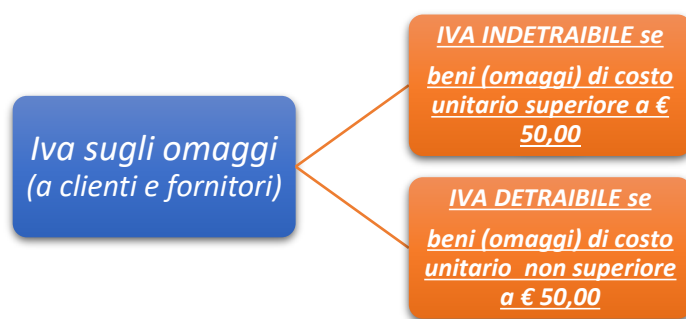 Iva sugli omaggi
(a clienti e fornitori)
IVA INDETRAIBILE se
beni (omaggi) di costo
unitario superiore a €
50,00
IVA DETRAIBILE se
beni (omaggi) di costo
unitario non superiore
a € 50,00